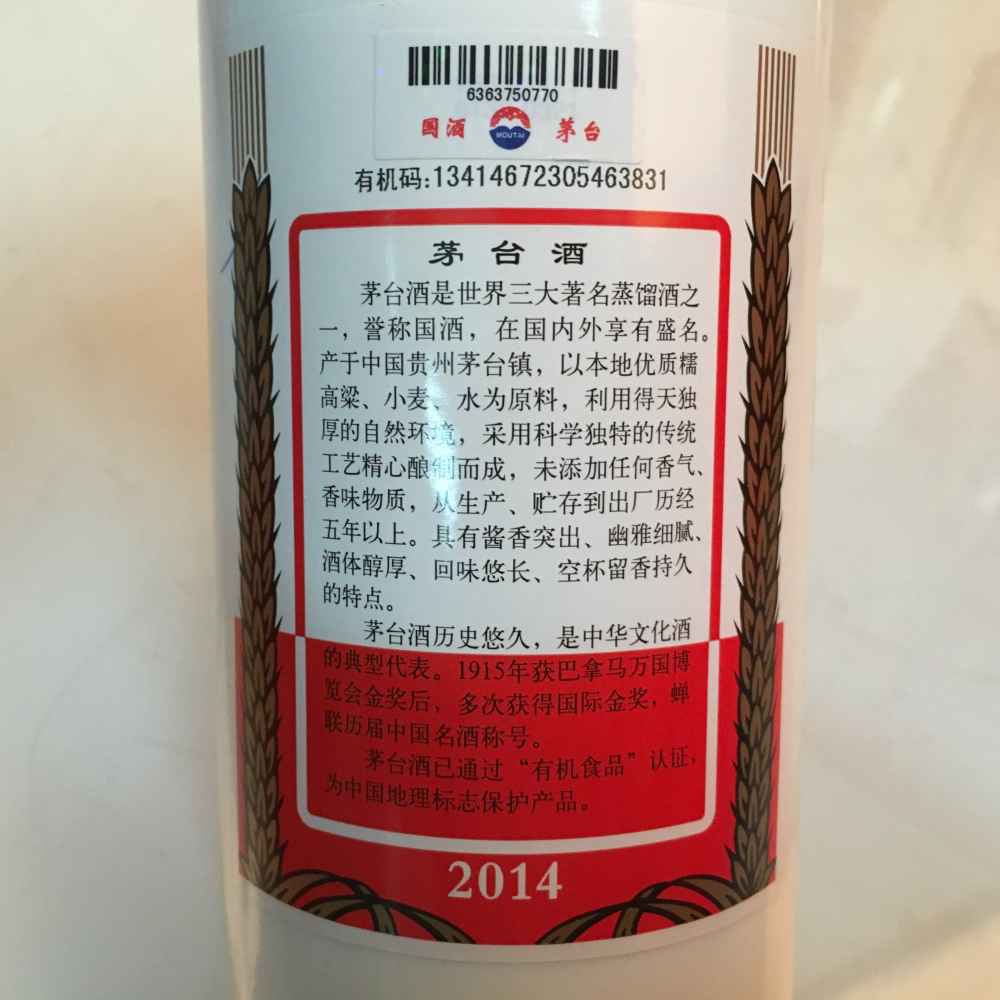 6363750770
国酒 MOUTAI 茅台
有机码:13414672305463831
茅台酒
茅台酒是世界三大著名蒸馏酒之
一，誉称国酒，在国内外享有盛名。
产于中国贵州茅台镇，以本地优质糯
高粱、小麦、水为原料，利用得天独
厚的自然环境，采用科学独特的传统
工艺精心酿制而成，未添加任何香气、
香味物质，从生产、贮存到出厂历经
五年以上。具有酱香突出、幽雅细腻、
酒体醇厚、回味悠长、空杯留香持久
的特点。
茅台酒历史悠久，是中华文化酒
的典型代表。1915年获巴拿马万国博
览会金奖后，多次获得国际金奖，蝉
联历届中国名酒称号。
茅台酒已通过“有机食品”认证，
为中国地理标志保护产品。
2014